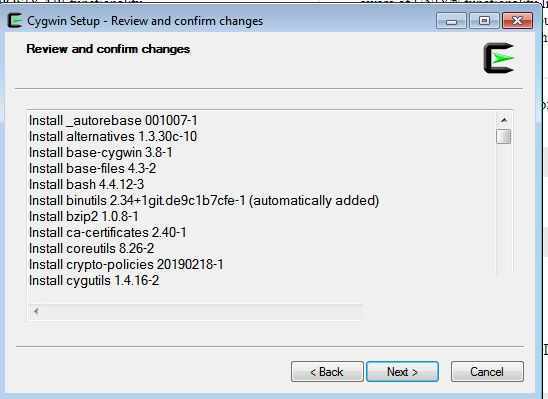 Cygwin Setup - Review and confirm changes
Review and confirm changes
Install _autorebase 001007-1
Install alternatives 1.3.30c-10
Install base-cygwin 3.8-1
Install base-files 4.3-2
Install bash 4.4.12-3
Install binutils 2.34+1git.de9c1b7cfe-1 (automatically added)
Install bzip2 1.0.8-1
Install ca-certificates 2.40-1
Install coreutils 8.26-2
Install crypto-policies 20190218-1
Install cygutils 1.4.16-2
< Back
Next >
Cancel